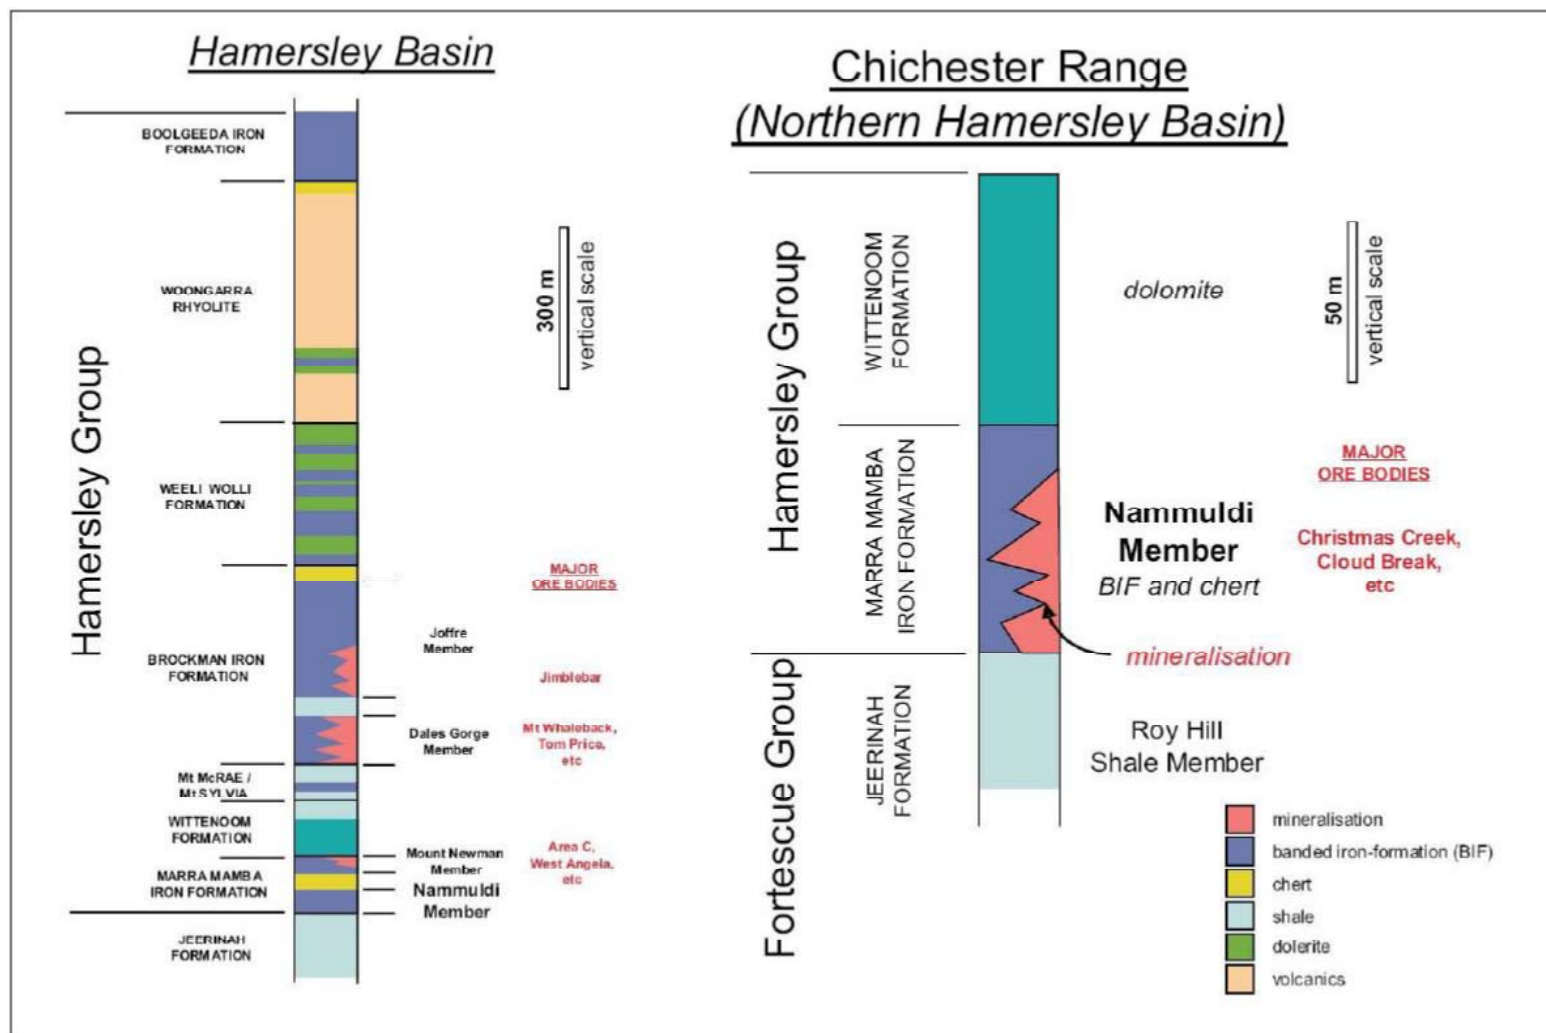 Hamersley Basin
Hamersley Group
BOOLGEEDA IRON
FORMATION
WOONGARRA
RHYOLITE
WEELI WOLLI
FORMATION
BROCKMAN IRON
FORMATION
Mt McRAE /
Mt SYLVIA
WITTENOOM
FORMATION
MARRA MAMBA
IRON FORMATION
JEERINAH
FORMATION
300 m
vertical scale
MAJOR
ORE BODIES
Joffre
Member
Jimblebar
Dales Gorge
Member
Mt Whaleback,
Tom Price,
etc
Mount Newman
Member
Area C,
West Angela,
etc
Nammuldi
Member
Chichester Range
(Northern Hamersley Basin)
Hamersley Group
WITTENOOM
FORMATION
dolomite
50 m
vertical scale
MARRA MAMBA
IRON FORMATION
MAJOR
ORE BODIES
Nammuldi
Member
BIF and chert
Christmas Creek,
Cloud Break,
etc
mineralisation
Fortescue Group
JEERINAH
FORMATION
Roy Hill
Shale Member
mineralisation
banded iron-formation (BIF)
chert
shale
dolerite
volcanics